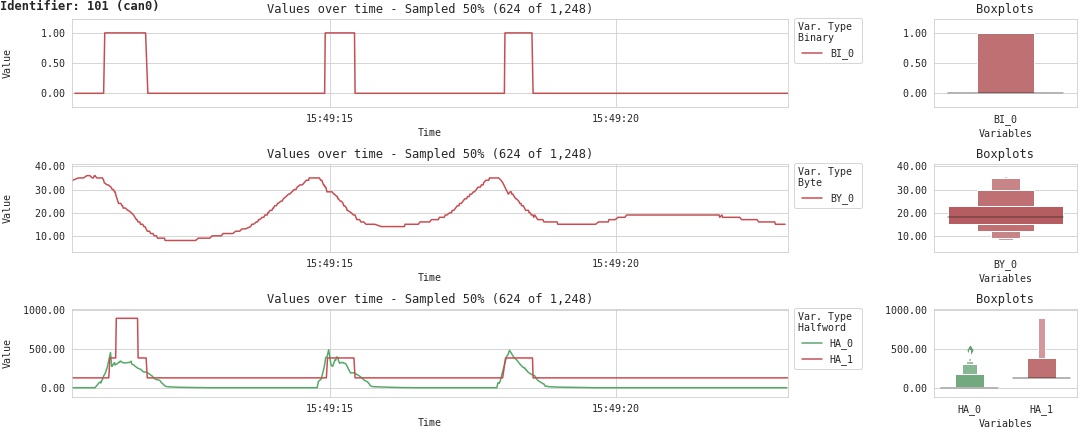 Identifier: 101 (can0)
Values over time - Sampled 50% (624 of 1,248)
Boxplots
Value
1.00
0.50
0.00
15:49:15
15:49:20
Time
Var. Type
Binary
BI_0
1.00
0.50
0.00
BI_0
Variables
Values over time - Sampled 50% (624 of 1,248)
Boxplots
Value
40.00
30.00
20.00
10.00
15:49:15
15:49:20
Time
Var. Type
Byte
BY_0
40.00
30.00
20.00
10.00
BY_0
Variables
Values over time - Sampled 50% (624 of 1,248)
Boxplots
Value
1000.00
500.00
0.00
15:49:15
15:49:20
Time
Var. Type
Halfword
HA_0
HA_1
1000.00
500.00
0.00
HA_0
HA_1
Variables